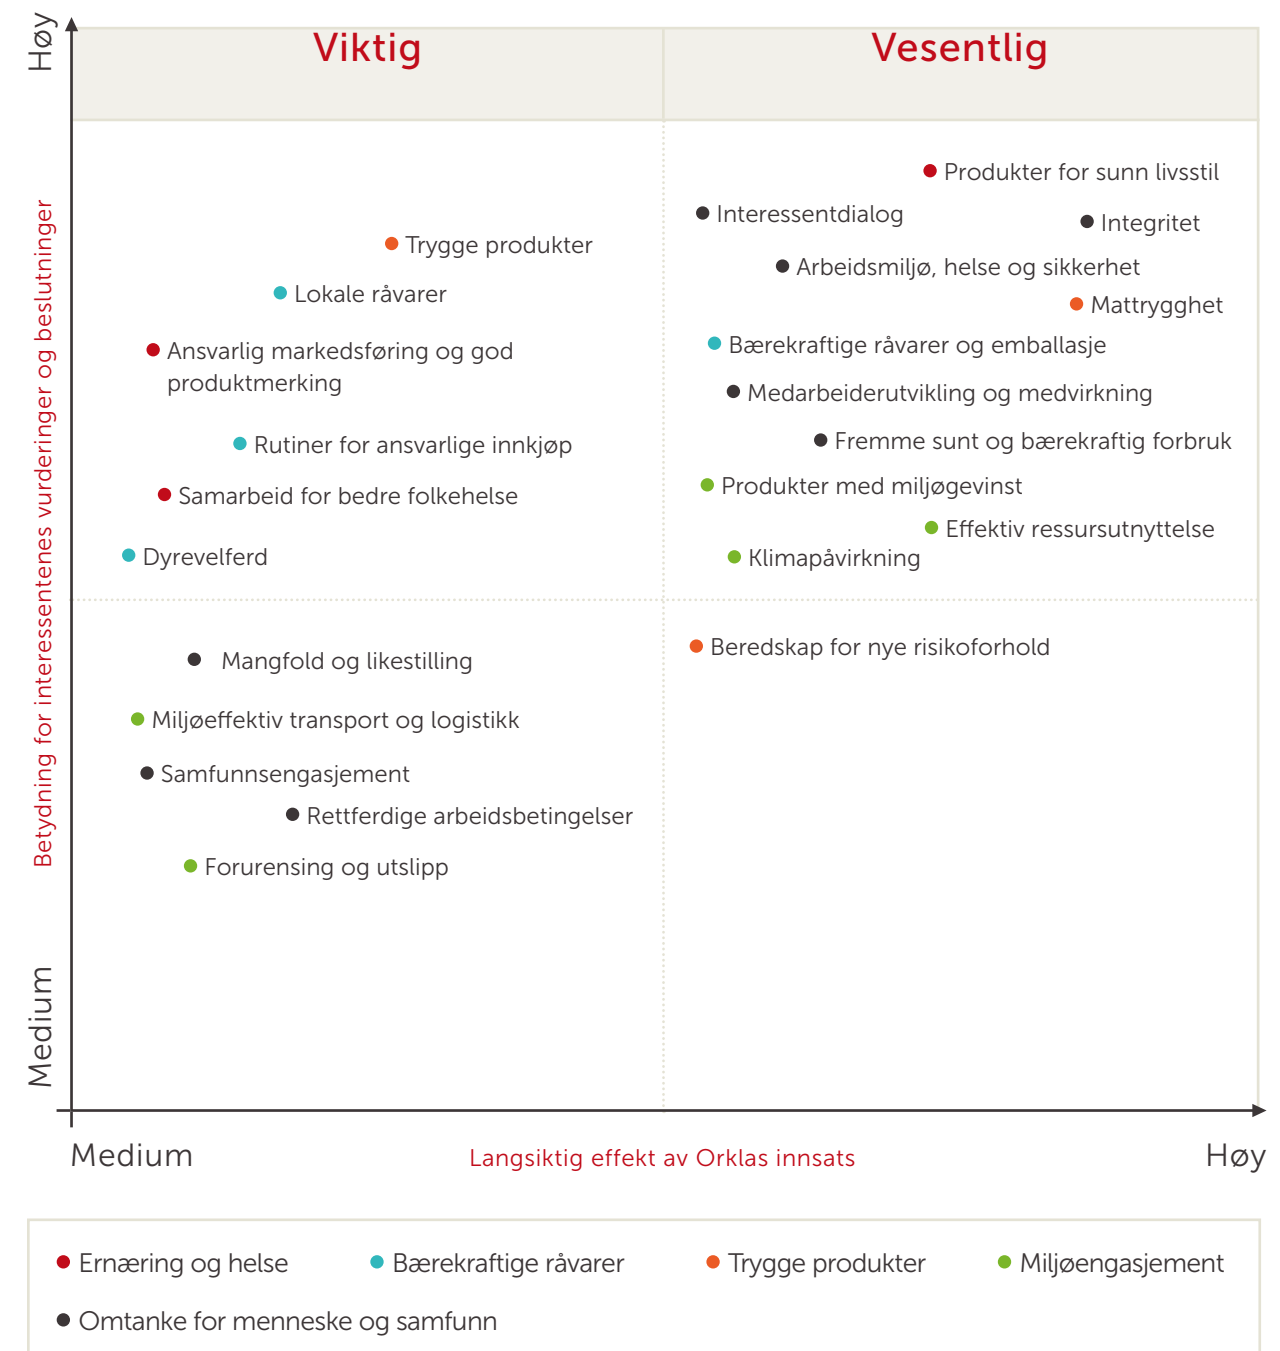 Høy
Viktig
Vesentlig
Betydning for interessentenes vurderinger og beslutninger
Produkter for sunn livsstil
Interessentdialog
Integritet
Trygge produkter
Arbeidsmiljø, helse og sikkerhet
Lokale råvarer
Mattrygghet
Ansvarlig markedsføring og god
produktmerking
Bærekraftige råvarer og emballasje
Medarbeiderutvikling og medvirkning
Rutiner for ansvarlige innkjøp
Fremme sunt og bærekraftig forbruk
Samarbeid for bedre folkehelse
Produkter med miljøgevinst
Effektiv ressursutnyttelse
Dyrevelferd
Klimapåvirkning
Mangfold og likestilling
Beredskap for nye risikoforhold
Miljøeffektiv transport og logistikk
Samfunnsengasjement
Rettferdige arbeidsbetingelser
Forurensing og utslipp
Medium
Medium
Langsiktig effekt av Orklas innsats
Høy
Ernæring og helse
Bærekraftige råvarer
Trygge produkter
Miljøengasjement
Omtanke for menneske og samfunn